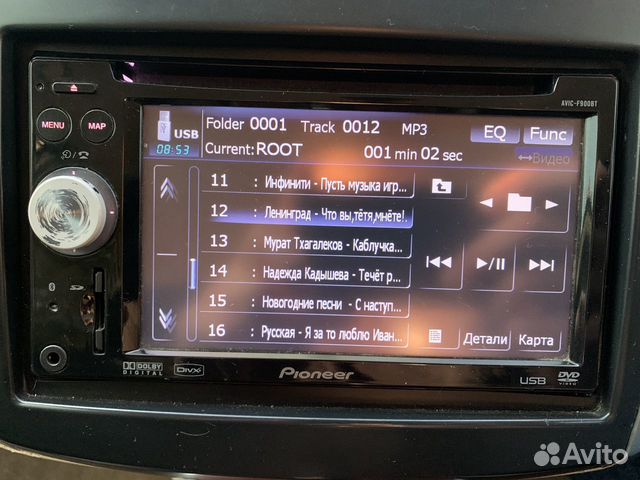 AVIC-F900BT
MENU
MAP
USB
08:53
Folder 0001 Track 0012 MP3
Current:ROOT 001 min 02 sec
EQ
Func
Видео
11 : Инфинити - Пусть музыка игр...
12 : Ленинград - Что вы,тётя,мнёте!.
13 : Мурат Тхагалеков - Каблучка...
14 : Надежда Кадышева - Течёт р...
15 : Новогодние песни - С наступ...
16 : Русская - Я за то люблю Иван...
Детали
Карта
DOLBY
DIGITAL
DivX
Pioneer
USB
DVD
VIDEO
Avito